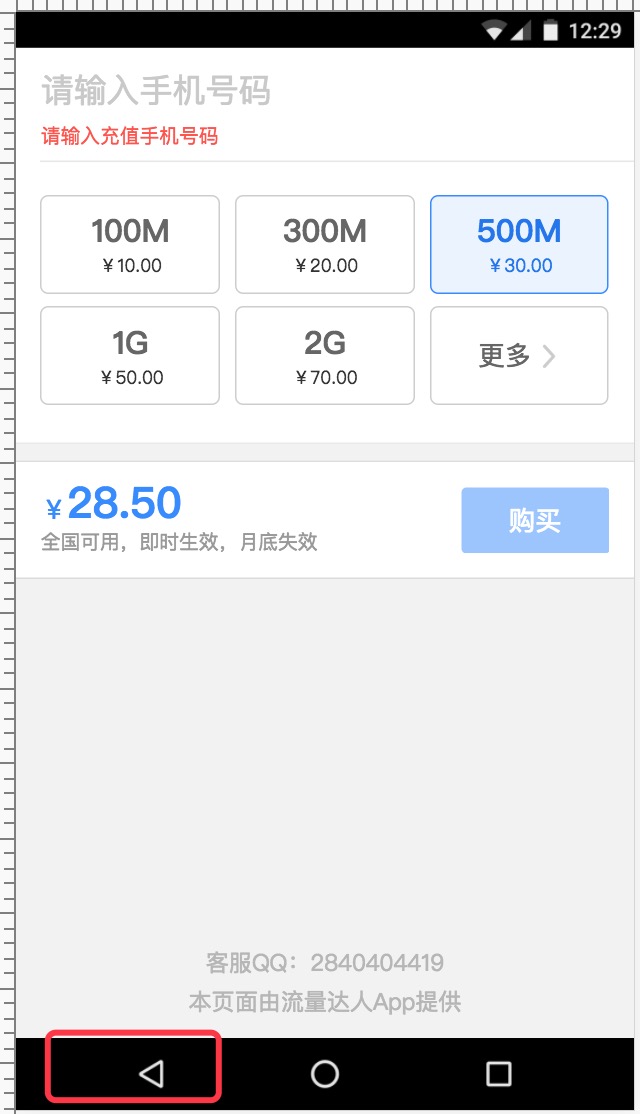 12:29
请输入手机号码
请输入充值手机号码
100M
¥10.00
300M
¥20.00
500M
¥30.00
1G
¥50.00
2G
¥70.00
更多
¥28.50
全国可用，即时生效，月底失效
购买
客服QQ：2840404419
本页面由流量达人App提供